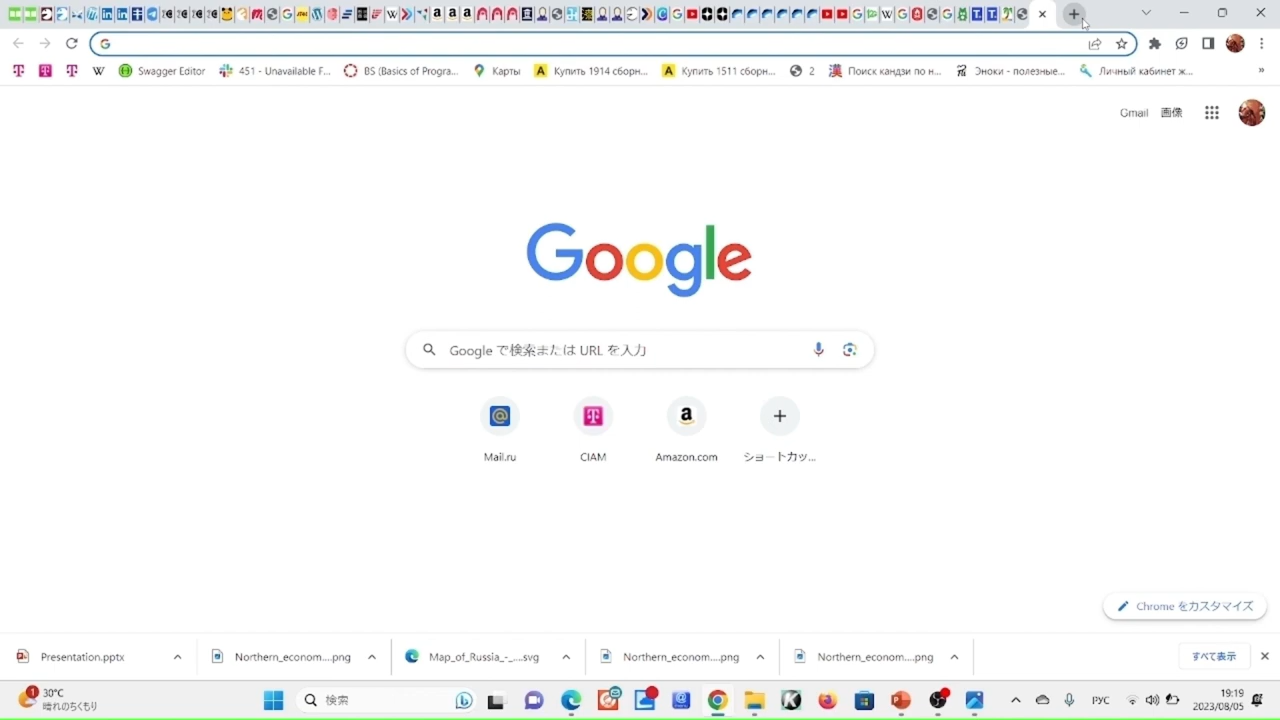 Swagger Editor
451 - Unavailable F...
BS (Basics of Progra...
Карты
Купить 1914 сборн...
Купить 1511 сборн...
2
Поиск кандзи по н...
Эноки - полезные...
Личный кабинет ж...
»
Gmail 画像
Google
Google で検索または URL を入力
Mail.ru
CIAM
Amazon.com
ショートカッ...
Chrome をカスタマイズ
Presentation.pptx
Northern_econom....png
Map_of_Russia_-_....svg
Northern_econom....png
Northern_econom....png
すべて表示
1
30°C
晴れのちくもり
検索
РУС
19:19
2023/08/05